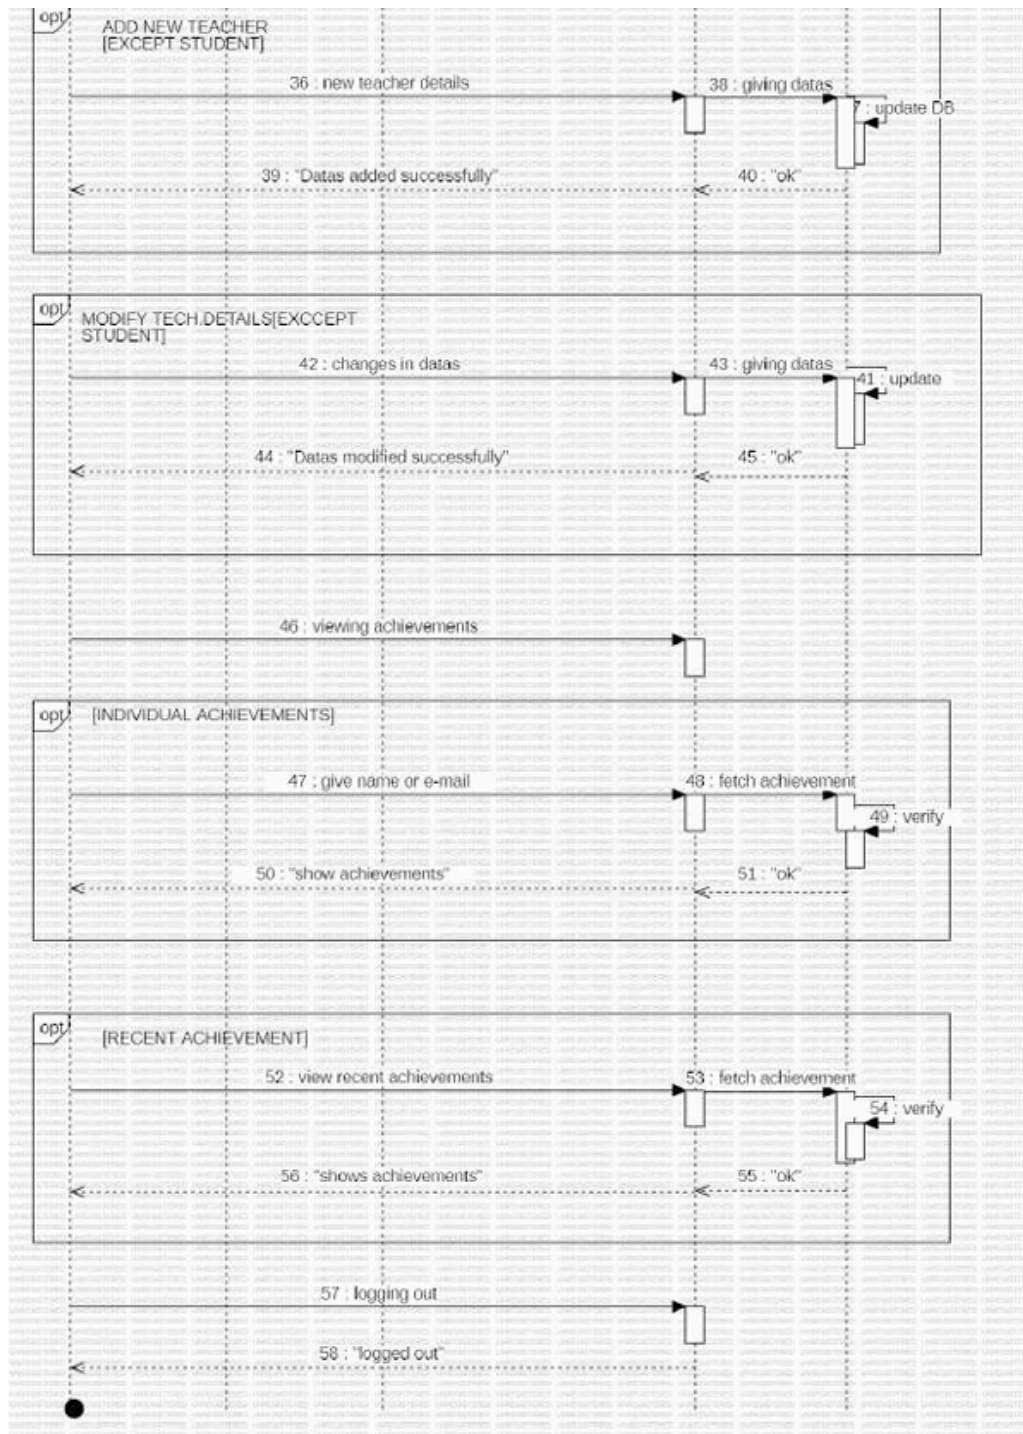 opt
ADD NEW TEACHER
[EXCEPT STUDENT]
36 : new teacher details
38 : giving datas
7 : update DB
39 : "Datas added successfully"
40 : "ok"
opt
MODIFY TECH.DETAILS[EXCCEPT
STUDENT]
42 : changes in datas
43 : giving datas
41 : update
44 : "Datas modified successfully"
45 : "ok"
46 : viewing achievements
opt
[INDIVIDUAL ACHIEVEMENTS]
47 : give name or e-mail
48 : fetch achievement
49 : verify
50 : "show achievements"
51 : "ok"
opt
[RECENT ACHIEVEMENT]
52 : view recent achievements
53 : fetch achievement
54 : verify
56 : "shows achievements"
55 : "ok"
57 : logging out
58 : "logged out"